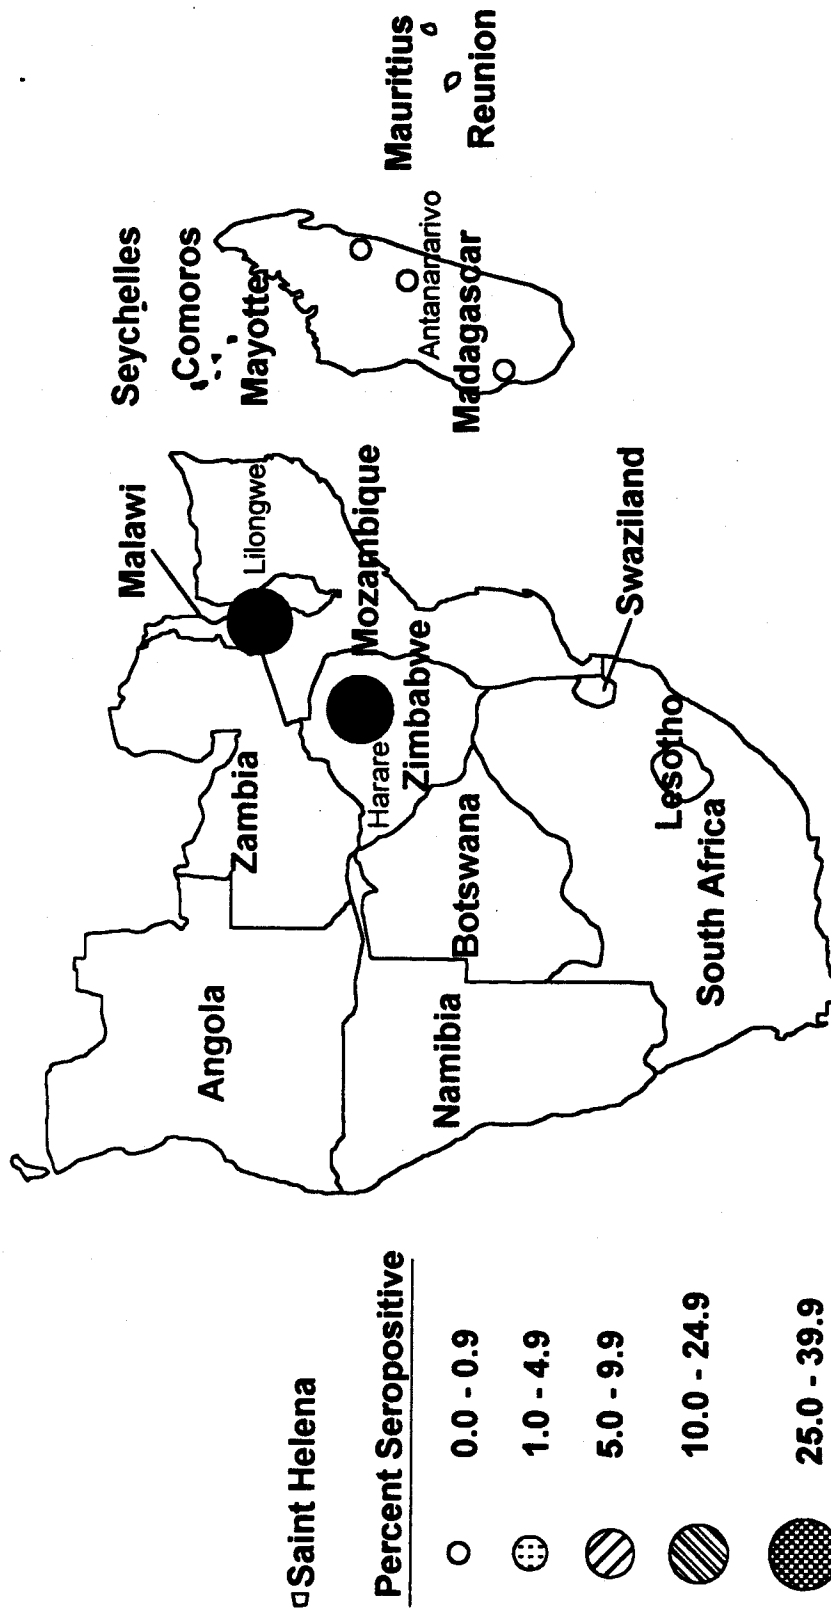 Seychelles
Comoros
Mayotte
Mauritius
Reunion
Antananarivo
Madagascar
Malawi
Lilongwe
Mozambique
Zambia
Harare
Zimbabwe
Angola
Namibia
Botswana
Swaziland
Lesotho
South Africa
Saint Helena
Percent Seropositive
0.0 - 0.9
1.0 - 4.9
5.0 - 9.9
10.0 - 24.9
25.0 - 39.9